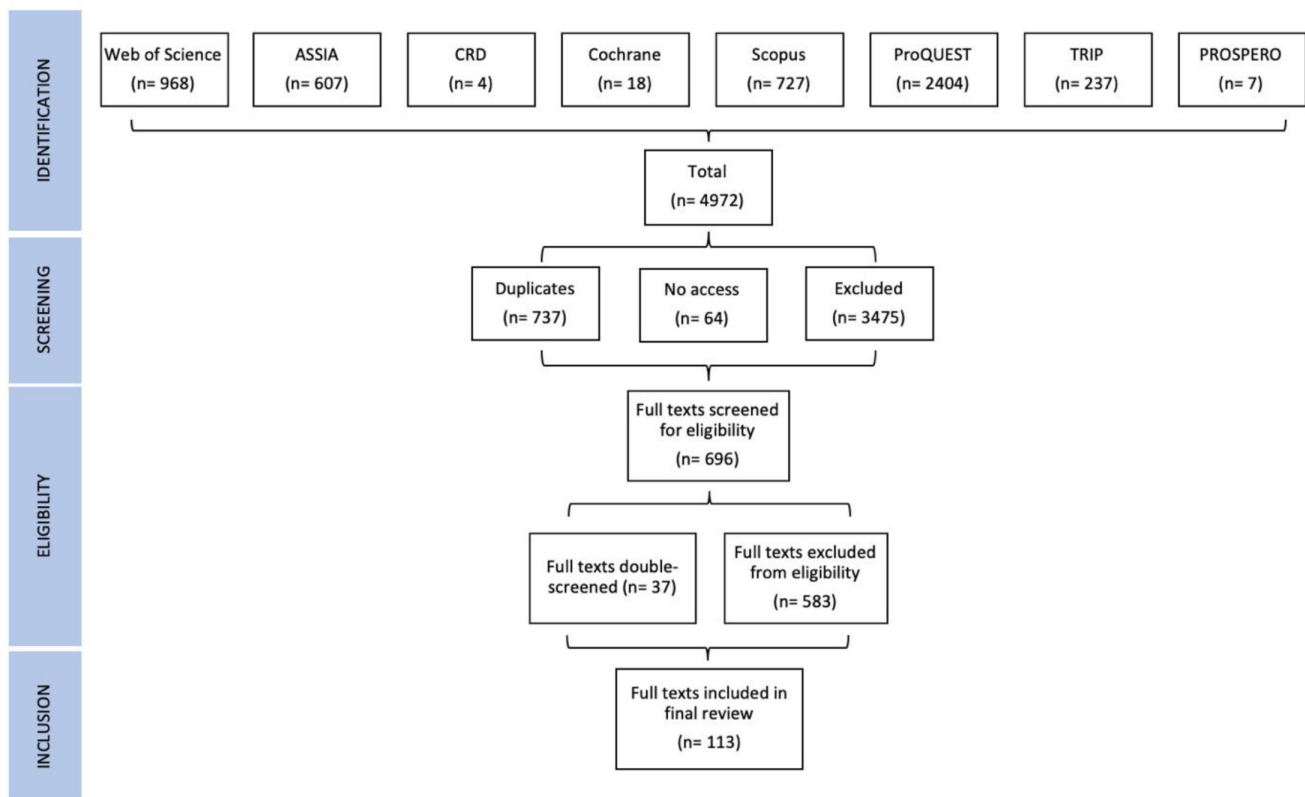 IDENTIFICATION
Web of Science
(n= 968)
ASSIA
(n= 607)
CRD
(n= 4)
Cochrane
(n= 18)
Scopus
(n= 727)
ProQUEST
(n= 2404)
TRIP
(n= 237)
PROSPERO
(n= 7)
Total
(n= 4972)
SCREENING
Duplicates
(n= 737)
No access
(n= 64)
Excluded
(n= 3475)
ELIGIBILITY
Full texts screened
for eligibility
(n= 696)
Full texts double-
screened (n= 37)
Full texts excluded
from eligibility
(n= 583)
INCLUSION
Full texts included in
final review
(n= 113)